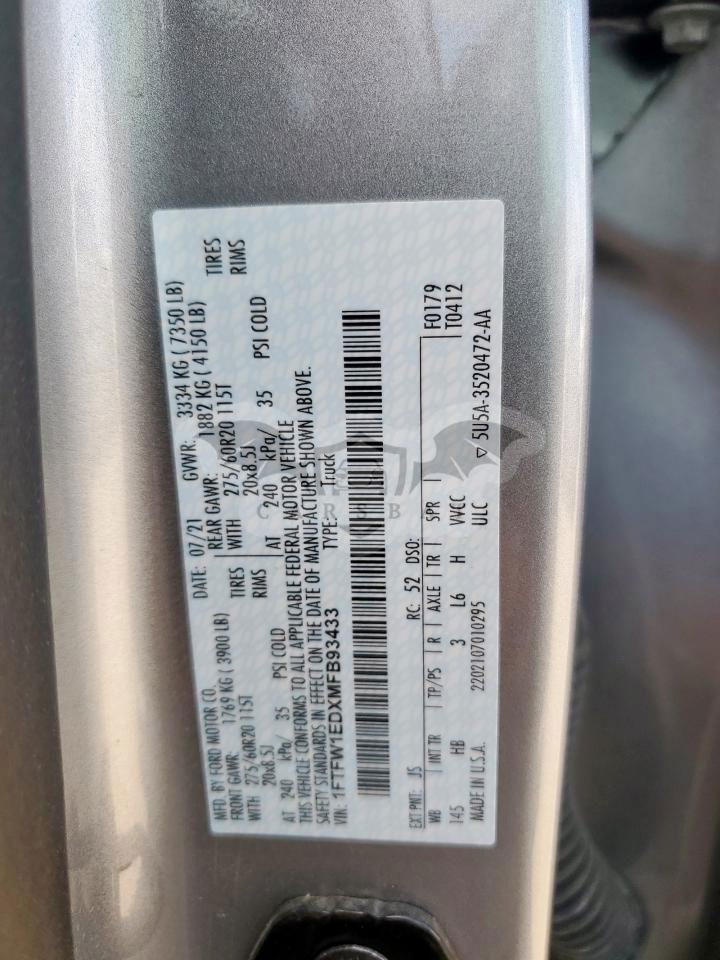 MFD. BY FORD MOTOR CO.
DATE: 07/21 GVWR: 3334 KG ( 7350 LB)
FRONT GAWR: 1769 KG ( 3900 LB) REAR GAWR: 1882 KG ( 4150 LB)
WITH 275/60R20 115T TIRES WITH 275/60R20 115T TIRES
20x8.5J RIMS 20x8.5J RIMS
AT 240 kPa/ 35 PSI COLD AT 240 kPa/ 35 PSI COLD
THIS VEHICLE CONFORMS TO ALL APPLICABLE FEDERAL MOTOR VEHICLE
SAFETY STANDARDS IN EFFECT ON THE DATE OF MANUFACTURE SHOWN ABOVE.
VIN: 1FTFW1EDXMFB93433 TYPE: Truck
F0179
EXT PNT: JS RC: 52 DSO: T0412
WB INT TR TP/PS R AXLE TR SPR
145 HB 3 L6 H VWCC
MADE IN U.S.A. 2202107010295 ULC ▽ 5U5A-3520472-AA
C R S B